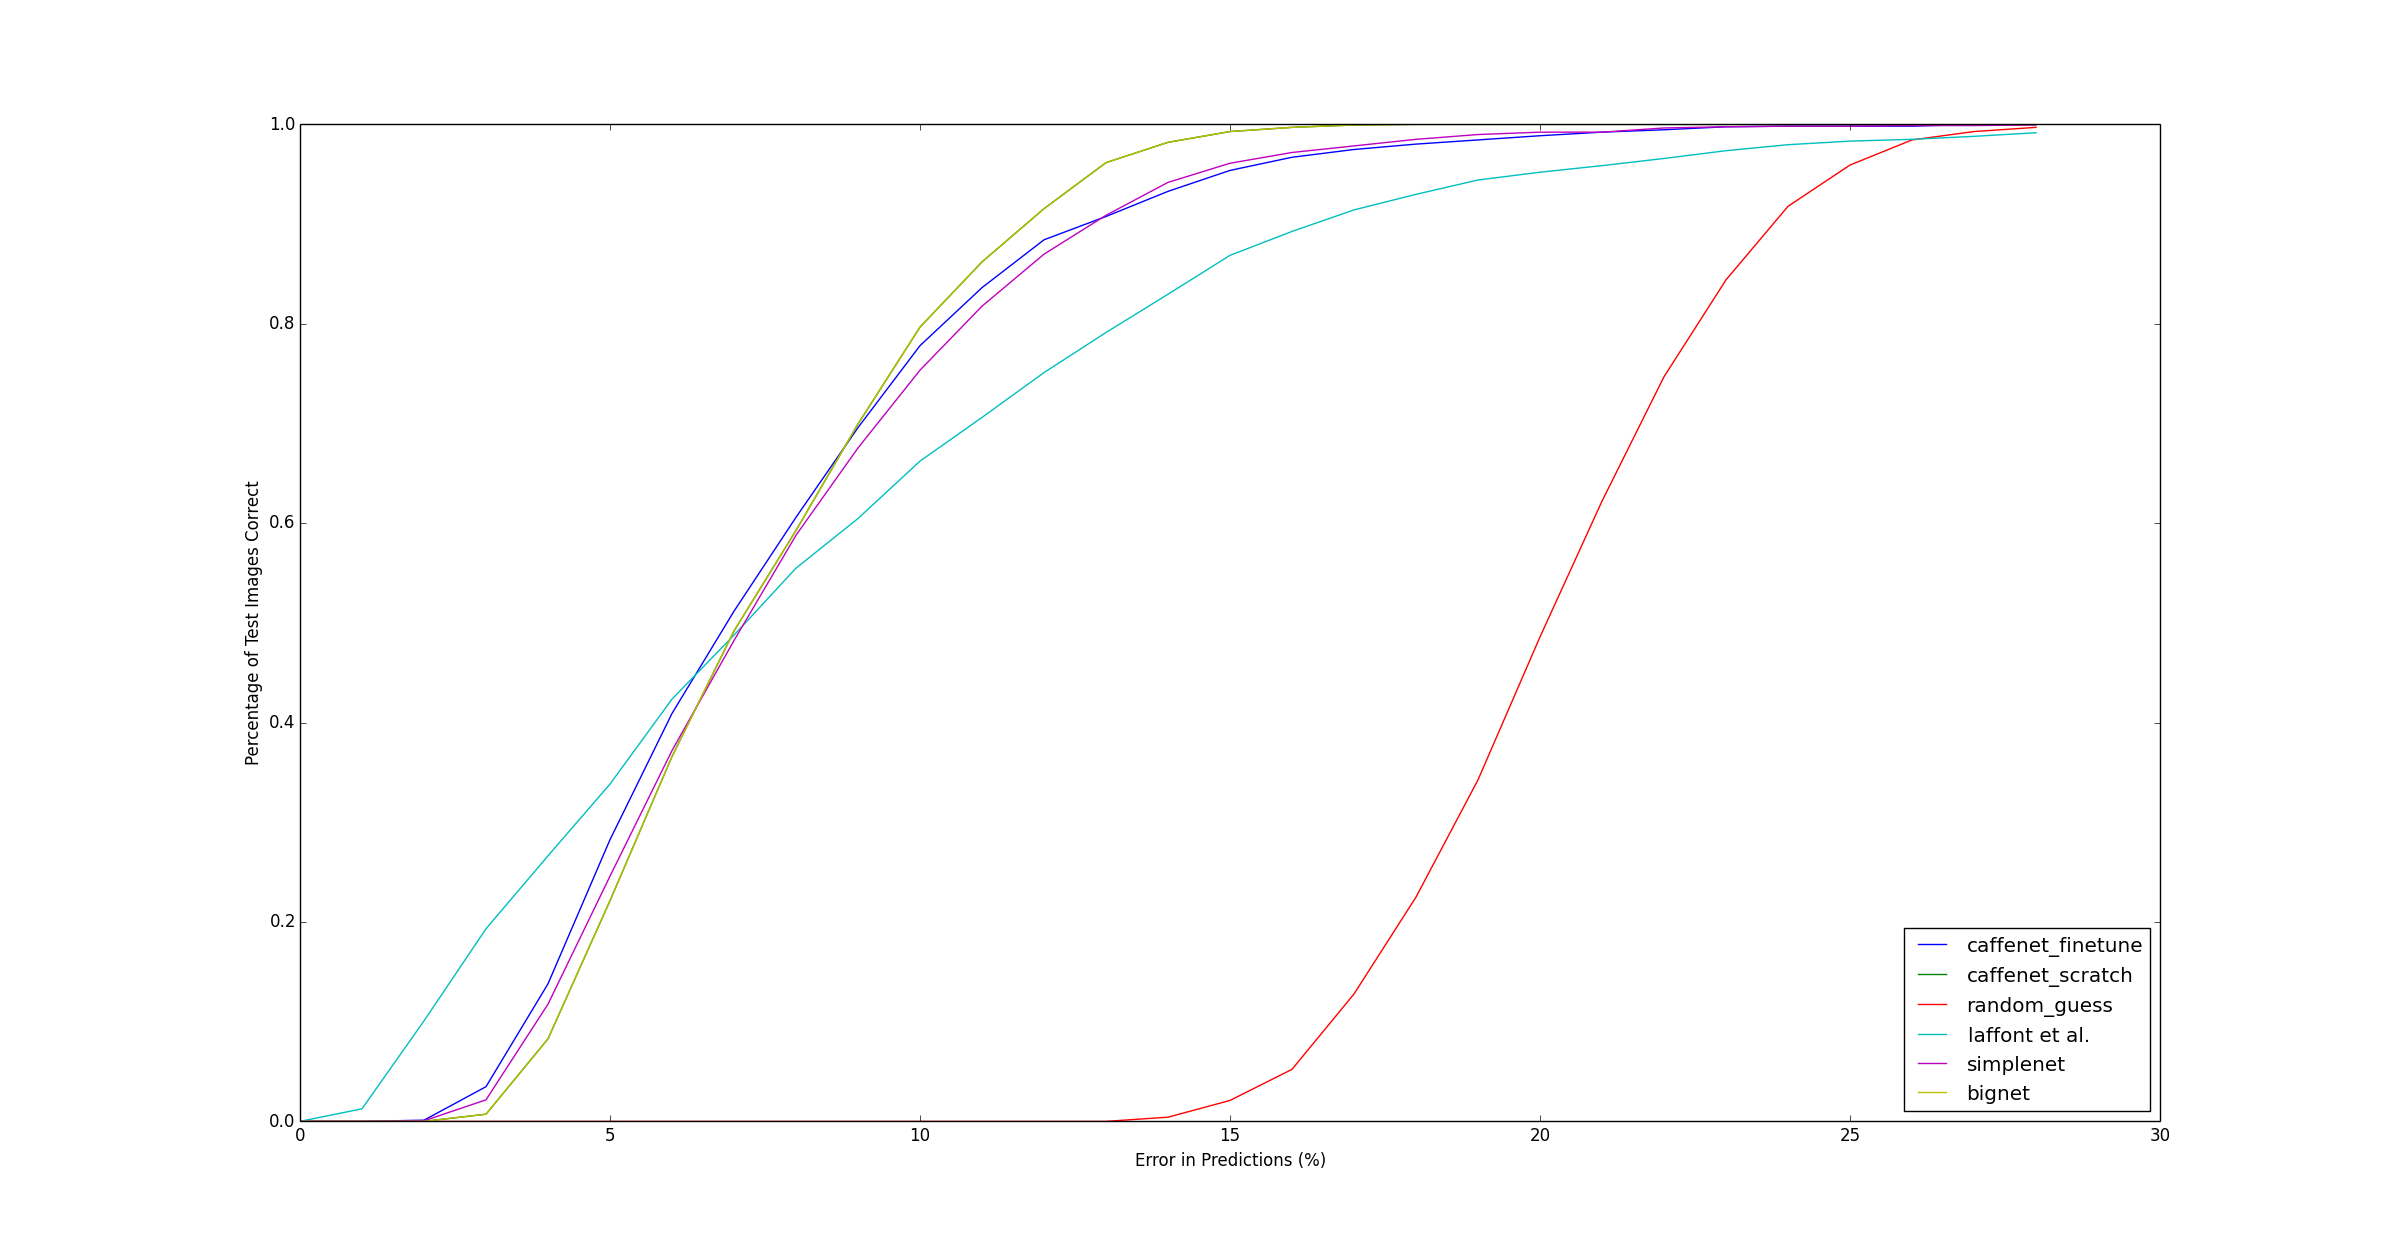 1.0
0.8
0.6
0.4
0.2
0.0
Percentage of Test Images Correct
0 5 10 15 20 25 30
Error in Predictions (%)
caffenet_finetune
caffenet_scratch
random_guess
laffont et al.
simplenet
bignet